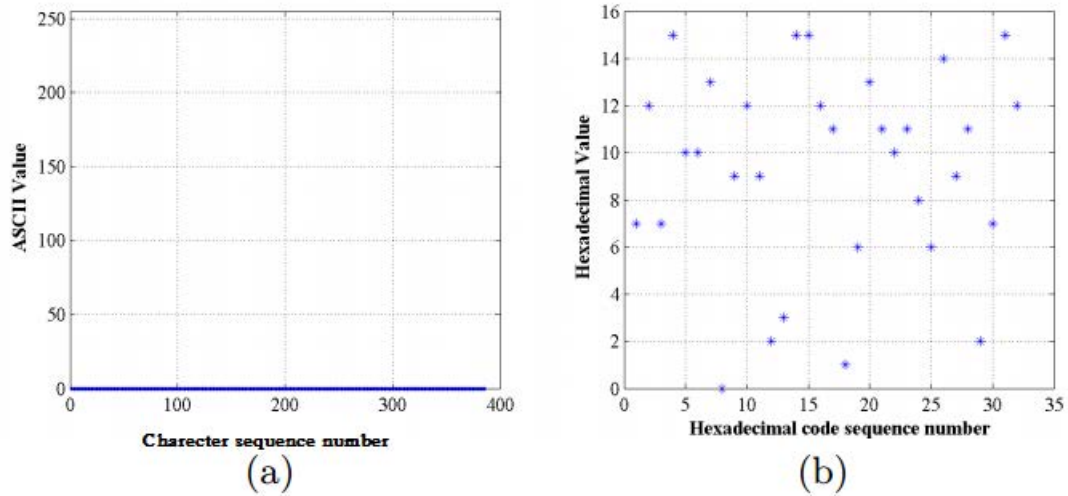 250
200
150
100
50
0
ASCII Value
0 100 200 300 400
Charecter sequence number
(a)
16
14
12
10
8
6
4
2
0
Hexadecimal Value
0 5 10 15 20 25 30 35
Hexadecimal code sequence number
(b)